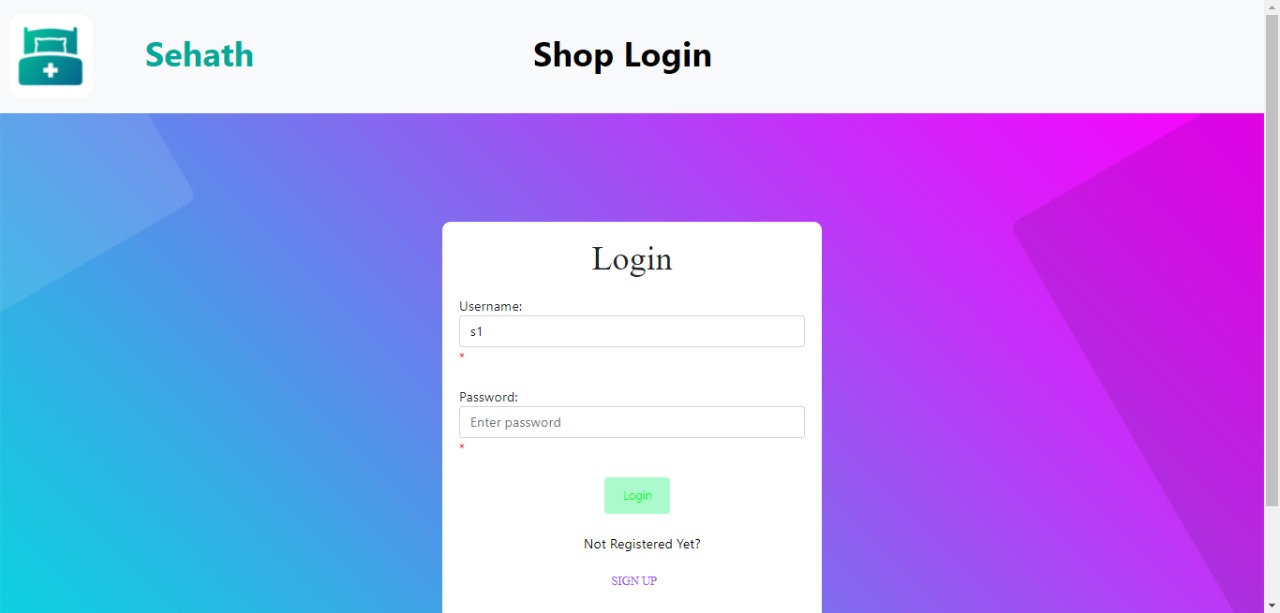 Sehath
Shop Login
Login
Username:
s1
*
Password:
Enter password
*
Login
Not Registered Yet?
SIGN UP